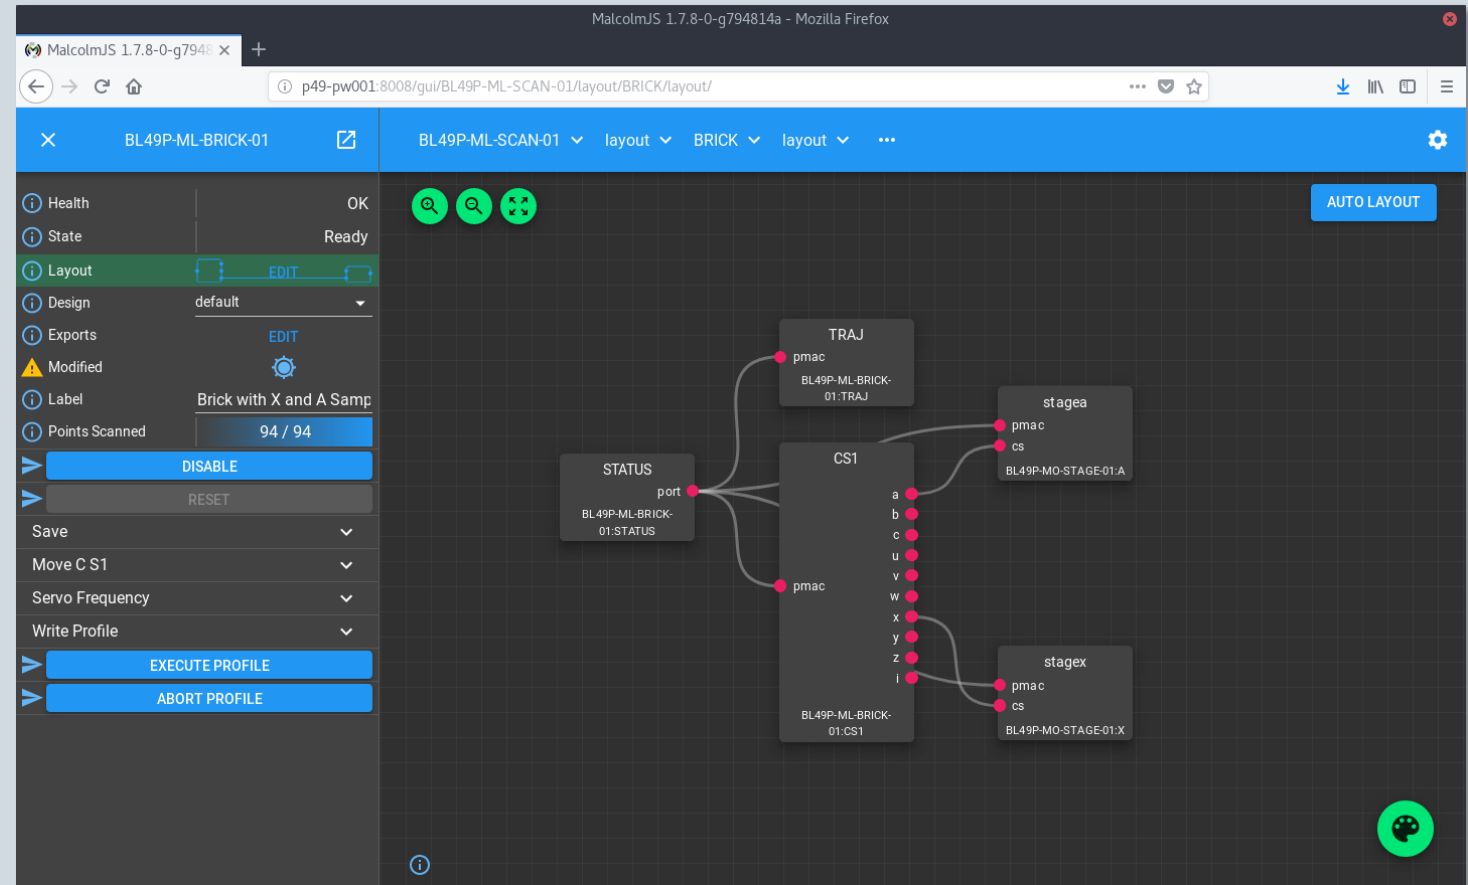 MalcolmJS 1.7.8-0-g794814a - Mozilla Firefox
MalcolmJS 1.7.8-0-g7948
p49-pw001:8008/gui/BL49P-ML-SCAN-01/layout/BRICK/layout/
BL49P-ML-BRICK-01
BL49P-ML-SCAN-01 layout BRICK layout
Health OK
State Ready
Layout EDIT
Design default
Exports EDIT
Modified
Label Brick with X and A Samp
Points Scanned 94 / 94
DISABLE
RESET
Save
Move C S1
Servo Frequency
Write Profile
EXECUTE PROFILE
ABORT PROFILE
AUTO LAYOUT
STATUS
port
BL49P-ML-BRICK-
01:STATUS
TRAJ
pmac
BL49P-ML-BRICK-
01:TRAJ
CS1
a
b
c
u
v
w
x
y
z
i
pmac
BL49P-ML-BRICK-
01:CS1
stagea
pmac
cs
BL49P-MO-STAGE-01:A
stagex
pmac
cs
BL49P-MO-STAGE-01:X